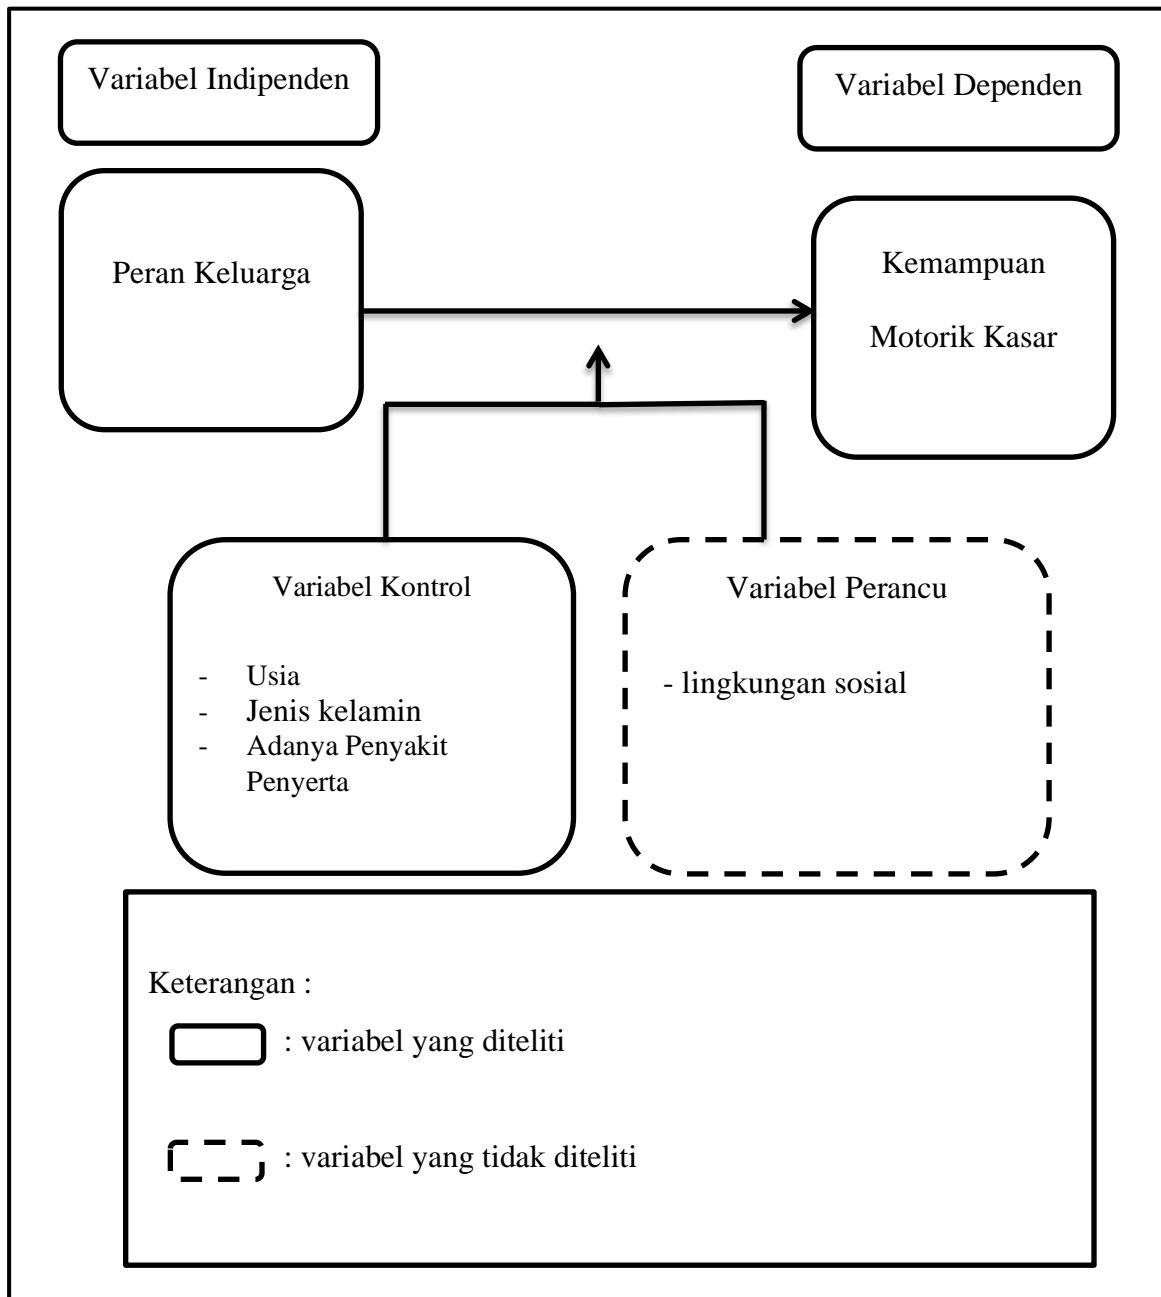 Variabel Indipenden
Variabel Dependen
Peran Keluarga
Kemampuan
Motorik Kasar
Variabel Kontrol
- Usia
- Jenis kelamin
- Adanya Penyakit
Penyerta
Variabel Perancu
- lingkungan sosial
Keterangan :
: variabel yang diteliti
: variabel yang tidak diteliti